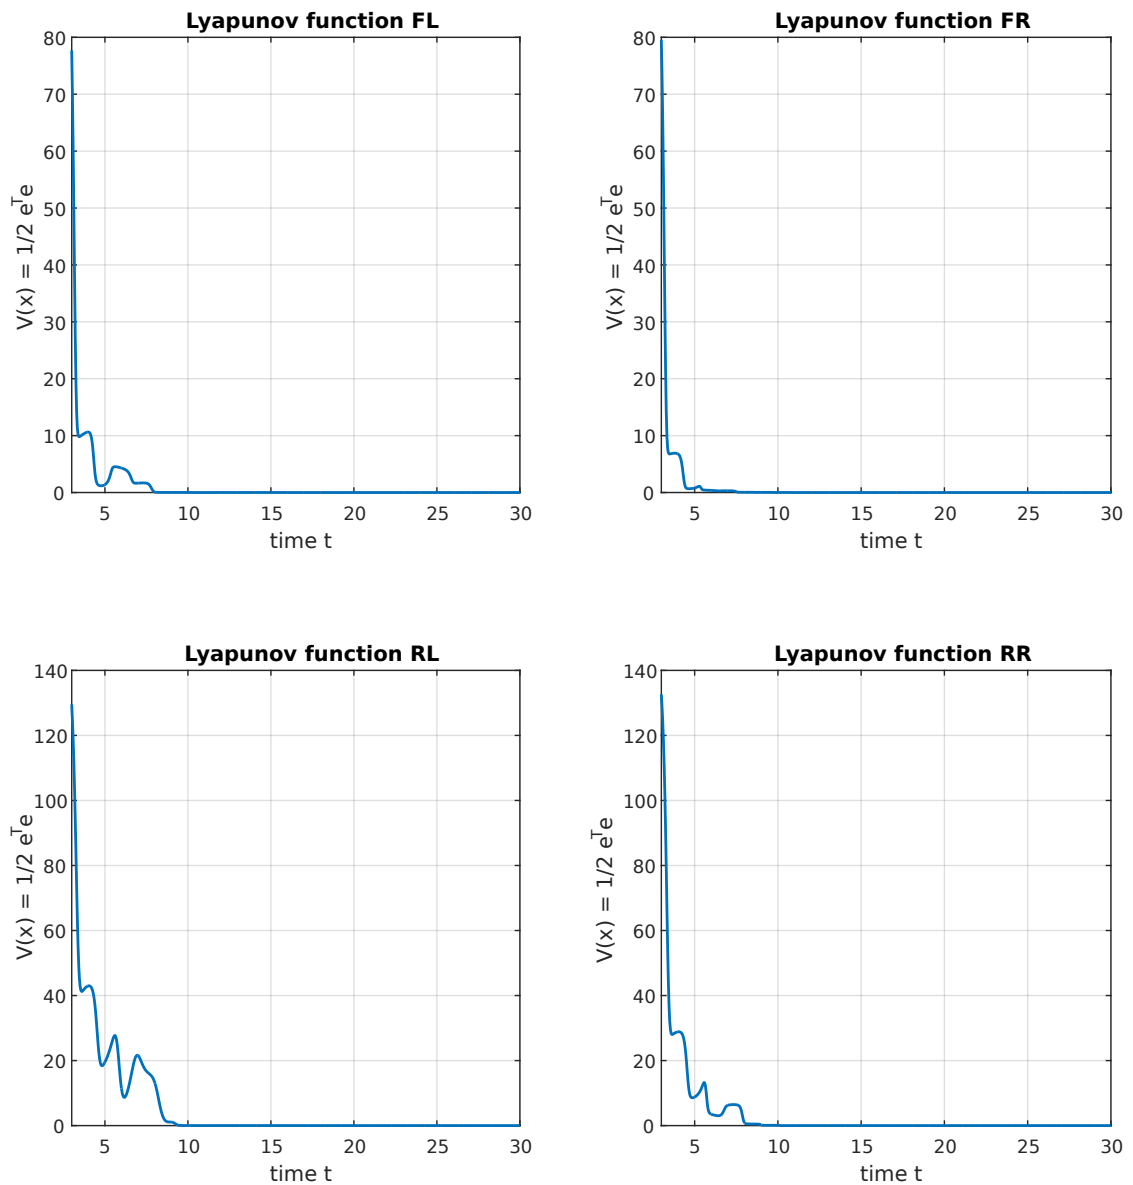 Lyapunov function FL
V(x) = 1/2 eᵀe
80
70
60
50
40
30
20
10
0
5 10 15 20 25 30
time t
Lyapunov function FR
V(x) = 1/2 eᵀe
80
70
60
50
40
30
20
10
0
5 10 15 20 25 30
time t
Lyapunov function RL
V(x) = 1/2 eᵀe
140
120
100
80
60
40
20
0
5 10 15 20 25 30
time t
Lyapunov function RR
V(x) = 1/2 eᵀe
140
120
100
80
60
40
20
0
5 10 15 20 25 30
time t